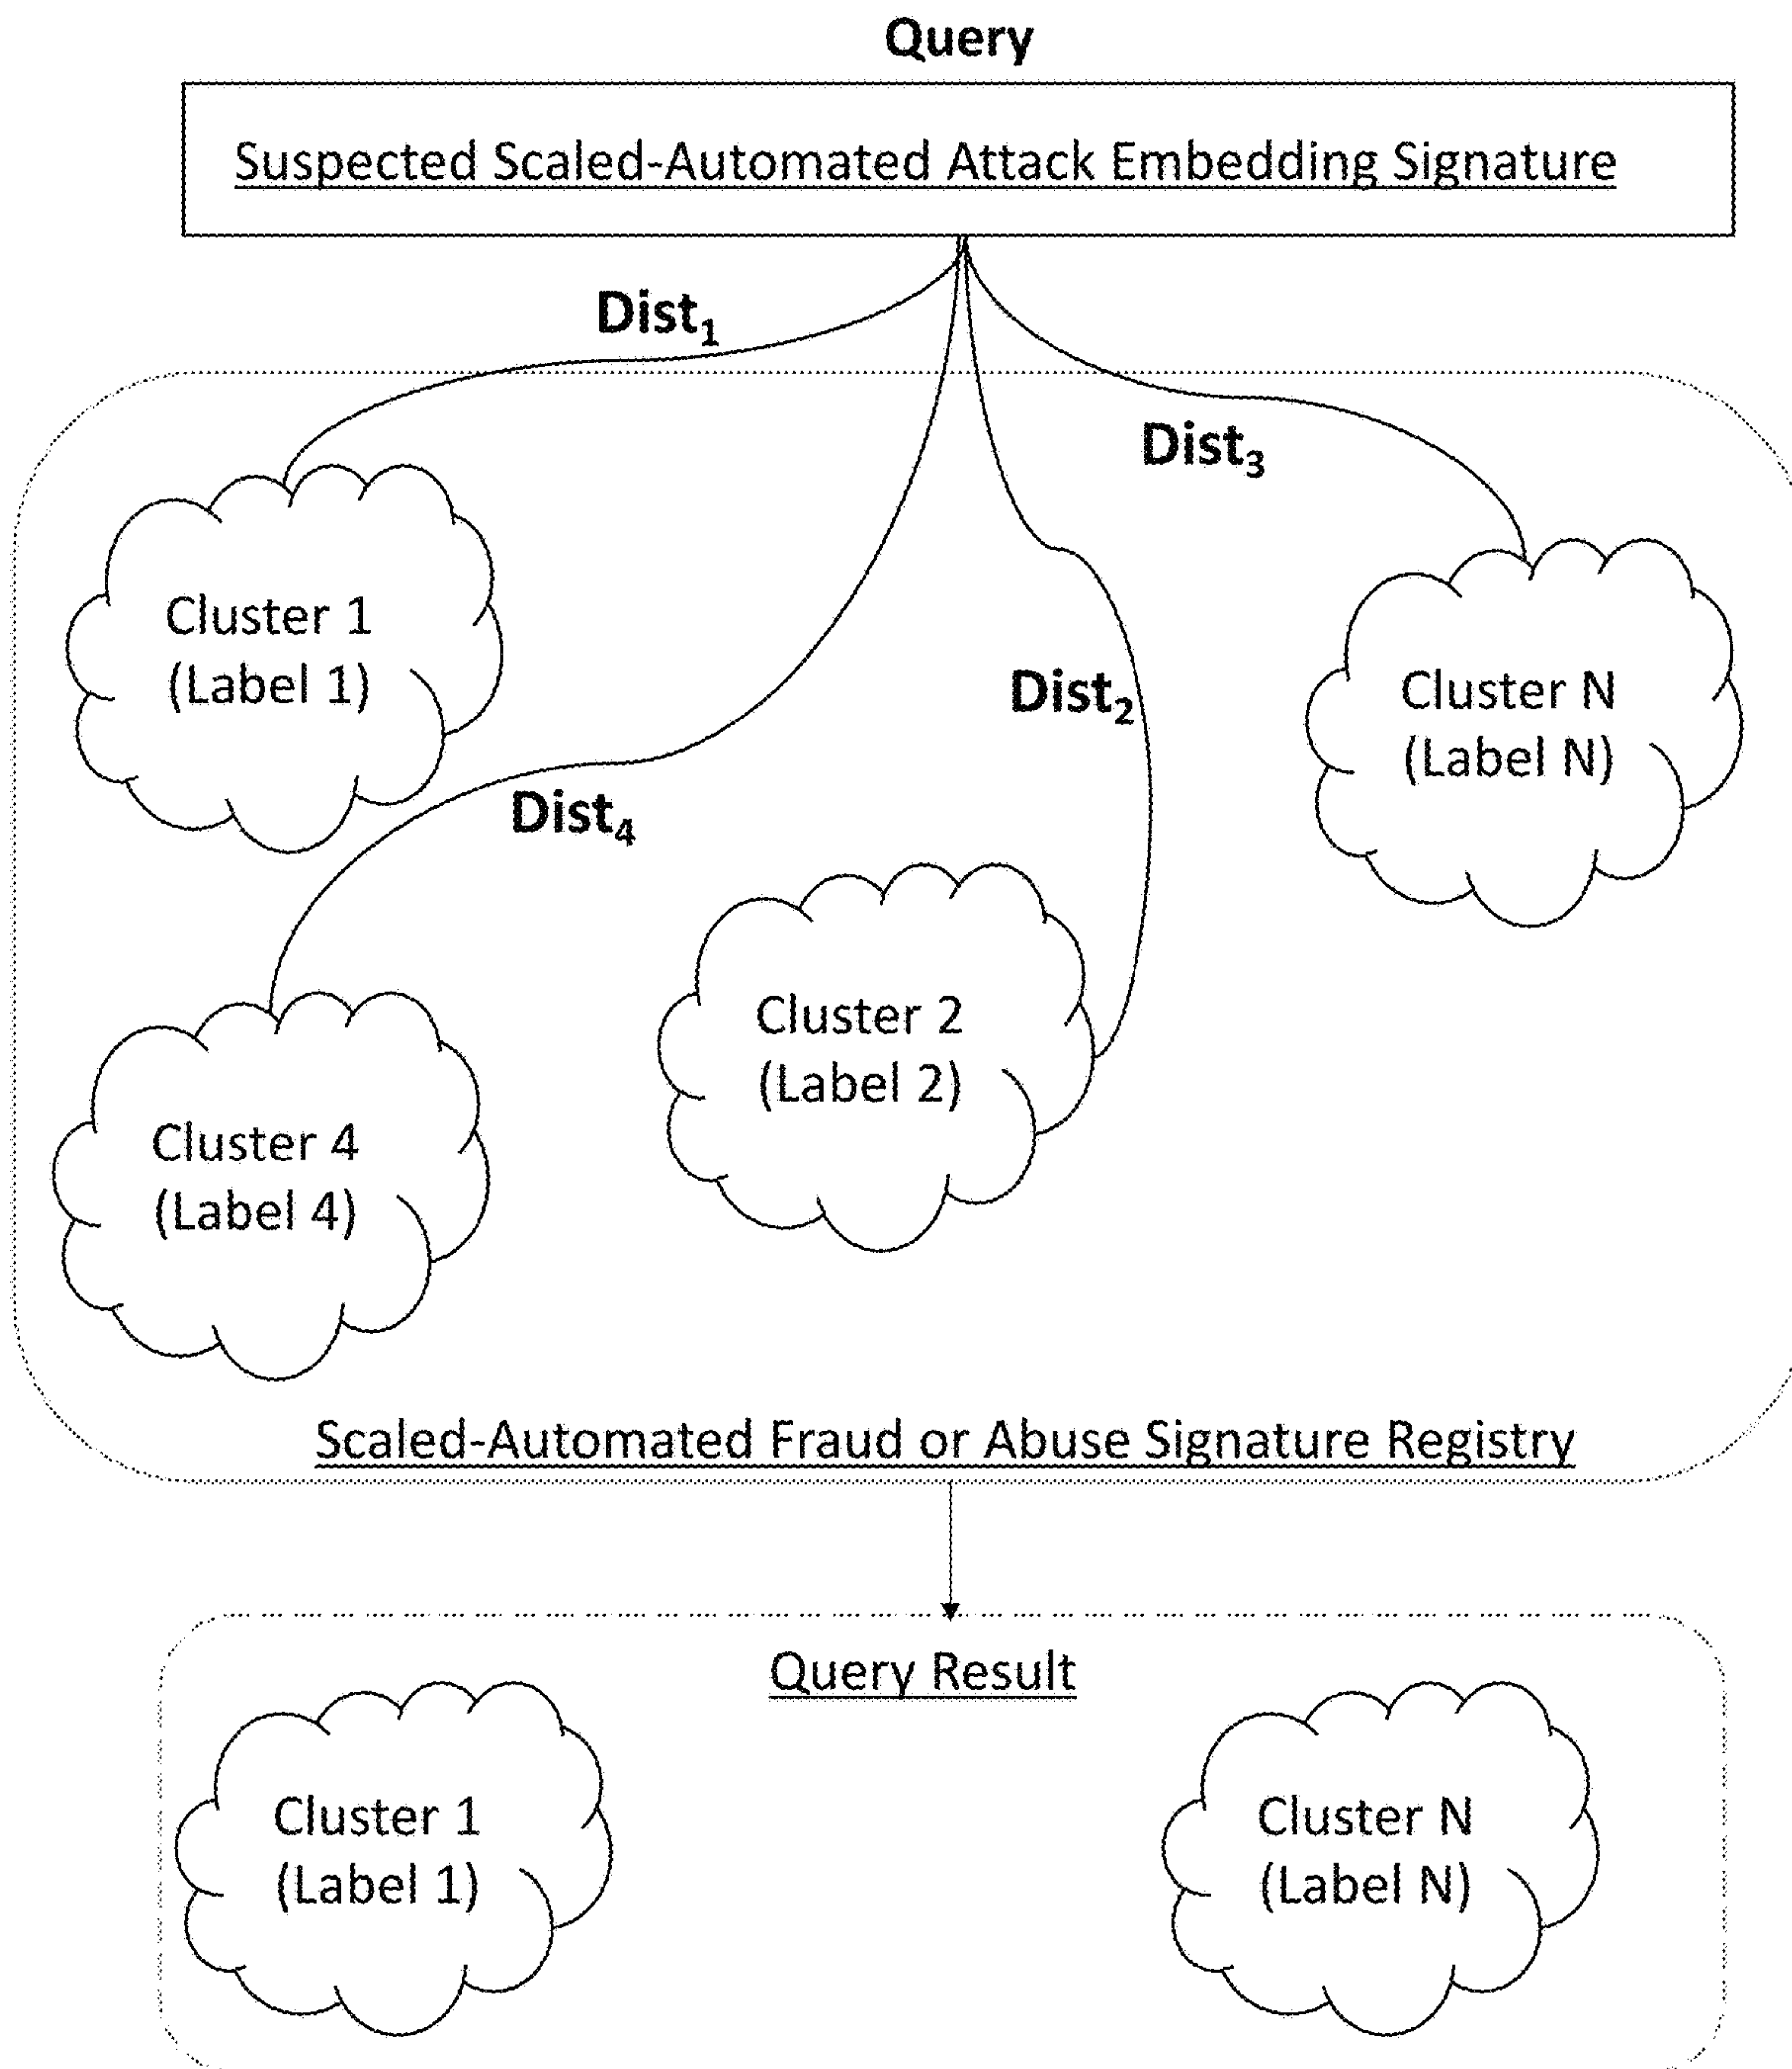 Query
Suspected Scaled-Automated Attack Embedding Signature
Dist₁
Dist₃
Cluster 1
(Label 1)
Dist₂
Cluster N
(Label N)
Dist₄
Cluster 2
(Label 2)
Cluster 4
(Label 4)
Scaled-Automated Fraud or Abuse Signature Registry
Query Result
Cluster 1
(Label 1)
Cluster N
(Label N)